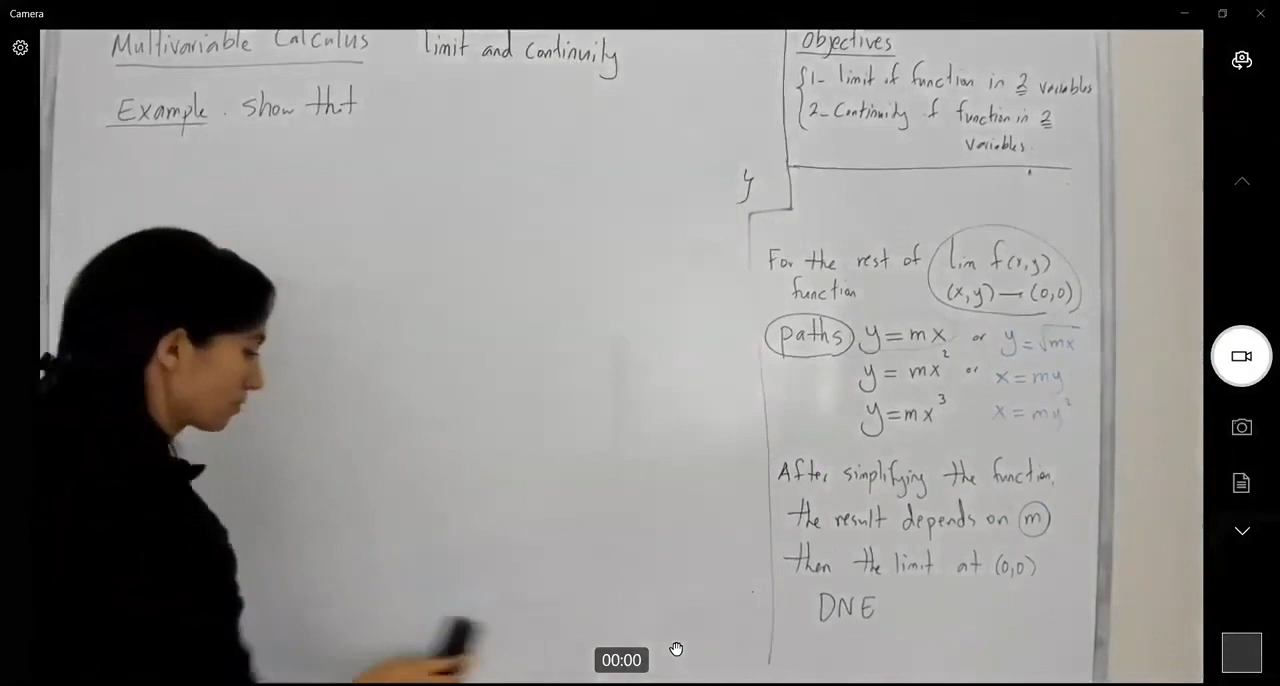 Camera
Multivariable Calculus limit and Continuity
Example. show that
Objectives
1- limit of function in 2 variables
2- Continuity of function in 2
variables.
y
For the rest of function
lim f(x,y)
(x,y) → (0,0)
paths y = mx or y = √mx
y = mx² or x = my
y = mx³ x = my²
After simplifying the function,
the result depends on m
then the limit at (0,0)
DNE
00:00